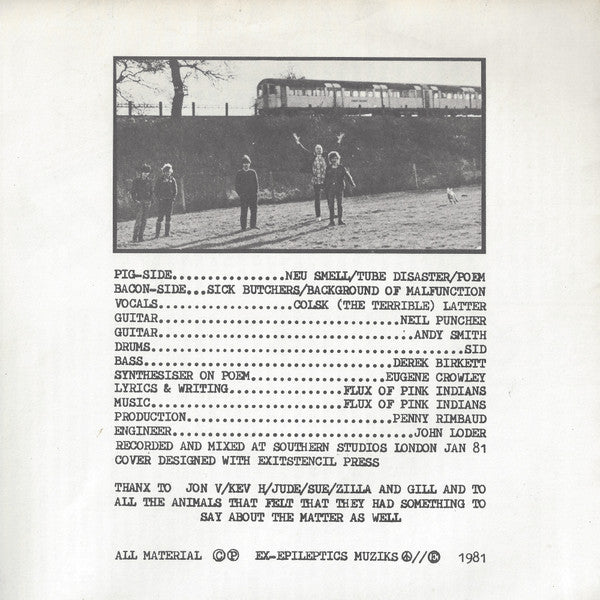 PIG-SIDE.................NEU SMELL/TUBE DISASTER/POEM
BACON-SIDE...SICK BUTCHERS/BACKGROUND OF MALFUNCTION
VOCALS....................COLSK (THE TERRIBLE) LATTER
GUITAR....................................NEIL PUNCHER
GUITAR.....................................ANDY SMITH
DRUMS..............................................SID
BASS.....................................DEREK BIRKETT
SYNTHESISER ON POEM.....................EUGENE CROWLEY
LYRICS & WRITING.................FLUX OF PINK INDIANS
MUSIC.............................FLUX OF PINK INDIANS
PRODUCTION...............................PENNY RIMBAUD
ENGINEER...................................JOHN LODER
RECORDED AND MIXED AT SOUTHERN STUDIOS LONDON JAN 81
COVER DESIGNED WITH EXITSTENCIL PRESS
THANX TO JON V/KEV H/JUDE/SUE/ZILLA AND GILL AND TO
ALL THE ANIMALS THAT FELT THAT THEY HAD SOMETHING TO
SAY ABOUT THE MATTER AS WELL
ALL MATERIAL Ⓒ Ⓟ EX-EPILEPTICS MUZIKS Ⓐ//Ⓔ 1981